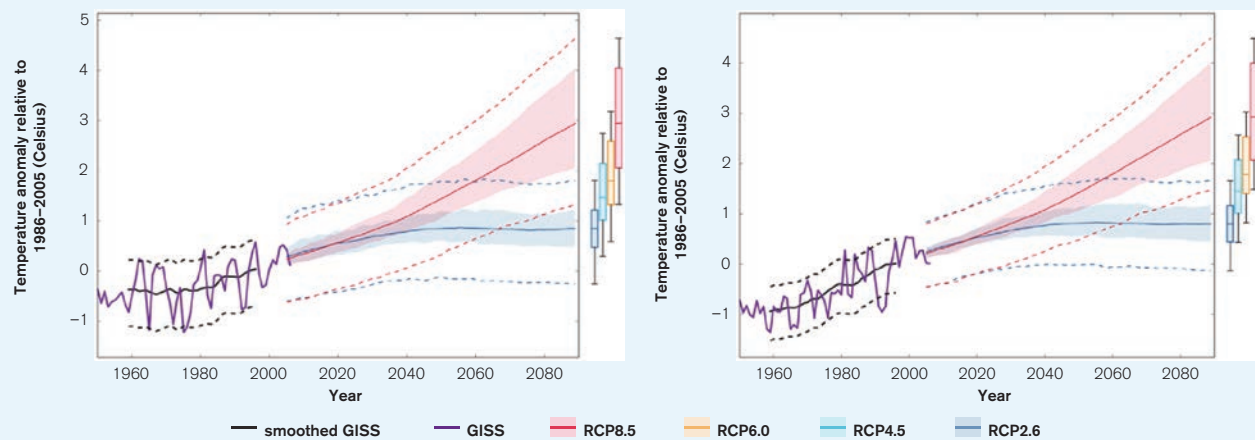 Temperature anomaly relative to
1986–2005 (Celsius)
5
4
3
2
1
0
−1
1960 1980 2000 2020 2040 2060 2080
Year
Temperature anomaly relative to
1986–2005 (Celsius)
4
3
2
1
0
−1
1960 1980 2000 2020 2040 2060 2080
Year
smoothed GISS GISS RCP8.5 RCP6.0 RCP4.5 RCP2.6